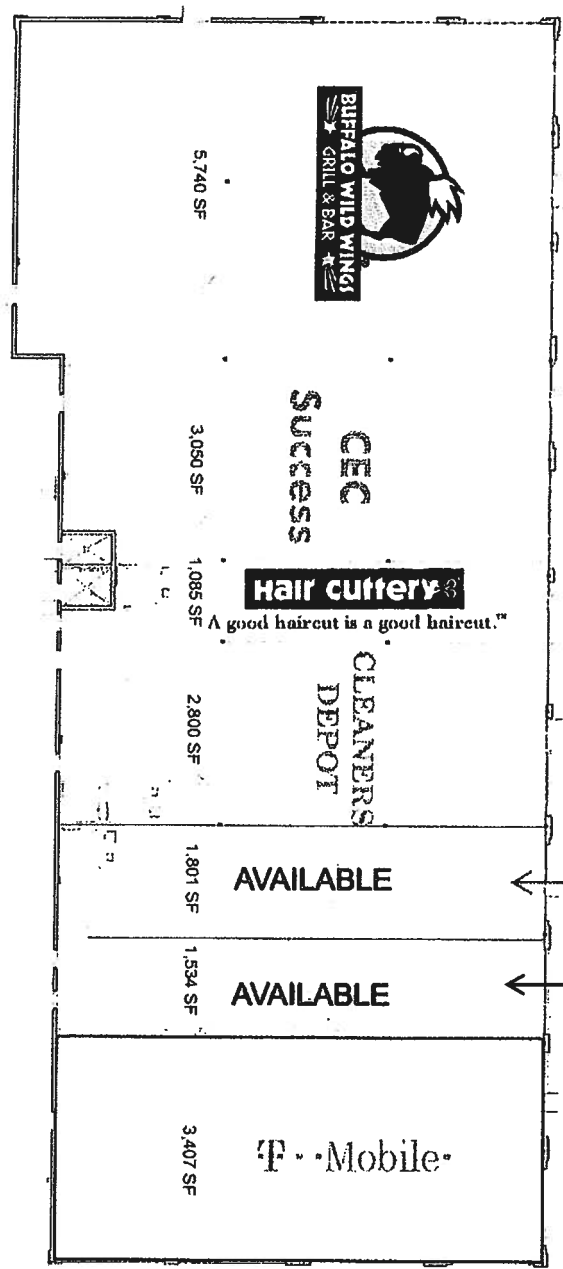 BUFFALO WILD WINGS
GRILL & BAR
5,740 SF
CEC
Success
3,050 SF
Hair Cuttery
A good haircut is a good haircut.™
1,085 SF
CLEANERS
DEPOT
2,800 SF
AVAILABLE
1,801 SF
AVAILABLE
1,534 SF
T-Mobile
3,407 SF